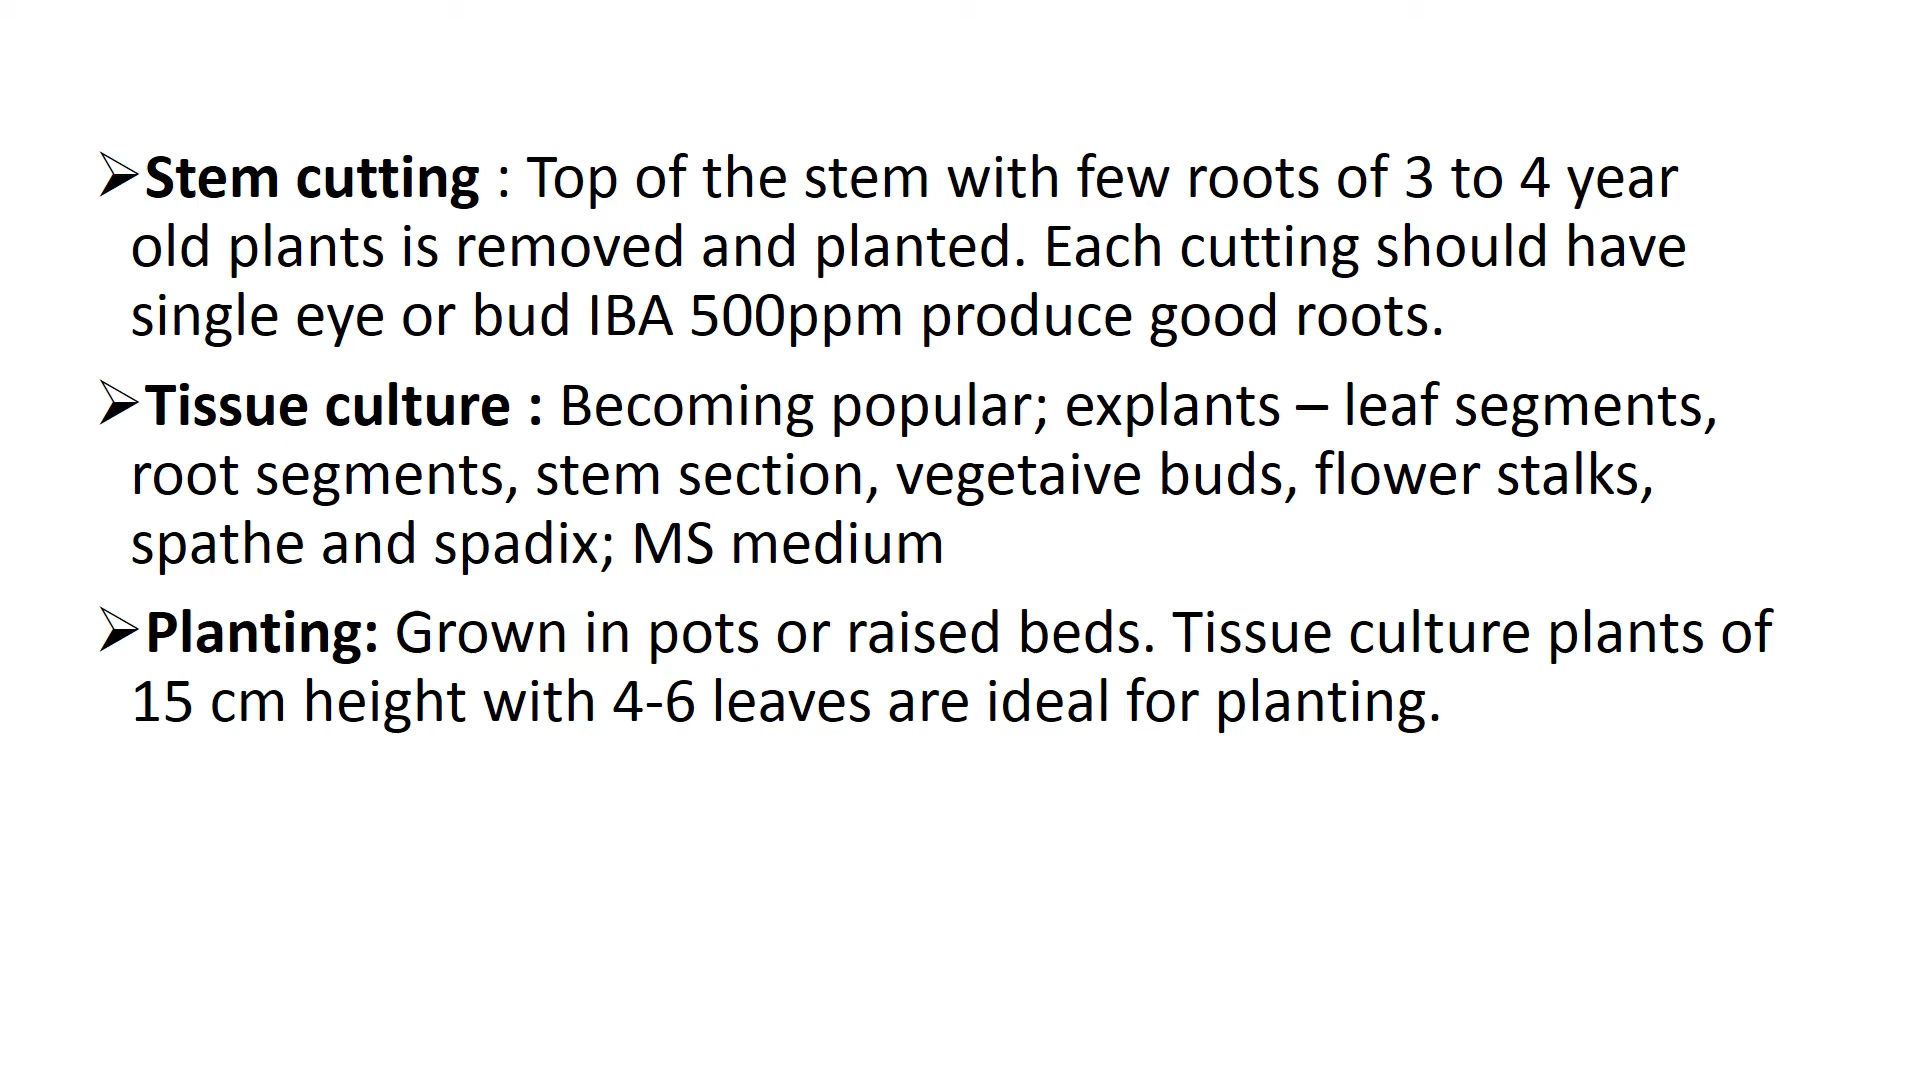 ➢Stem cutting : Top of the stem with few roots of 3 to 4 year
old plants is removed and planted. Each cutting should have
single eye or bud IBA 500ppm produce good roots.
➢Tissue culture : Becoming popular; explants – leaf segments,
root segments, stem section, vegetaive buds, flower stalks,
spathe and spadix; MS medium
➢Planting: Grown in pots or raised beds. Tissue culture plants of
15 cm height with 4-6 leaves are ideal for planting.